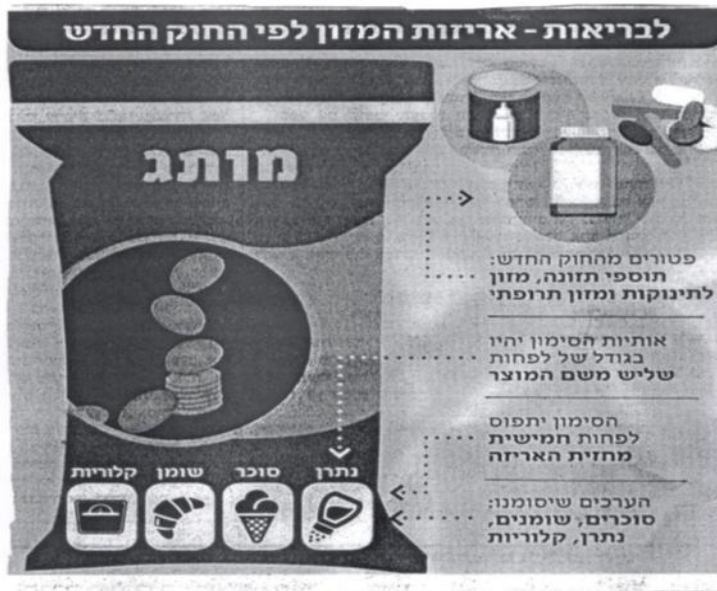 לבריאות - אריזות המזון לפי החוק החדש
מותג
פטורים מהחוק החדש:
תוספי תזונה, מזון
לתינוקות ומזון תרופתי
אותיות הסימון יהיו
בגודל של לפחות
שליש משם המוצר
הסימון יתפוס
לפחות חמישית
מחזית האריזה
הערכים שיסומנו:
סוכרים, שומנים,
נתרן, קלוריות
נתרן סוכר שומן קלוריות